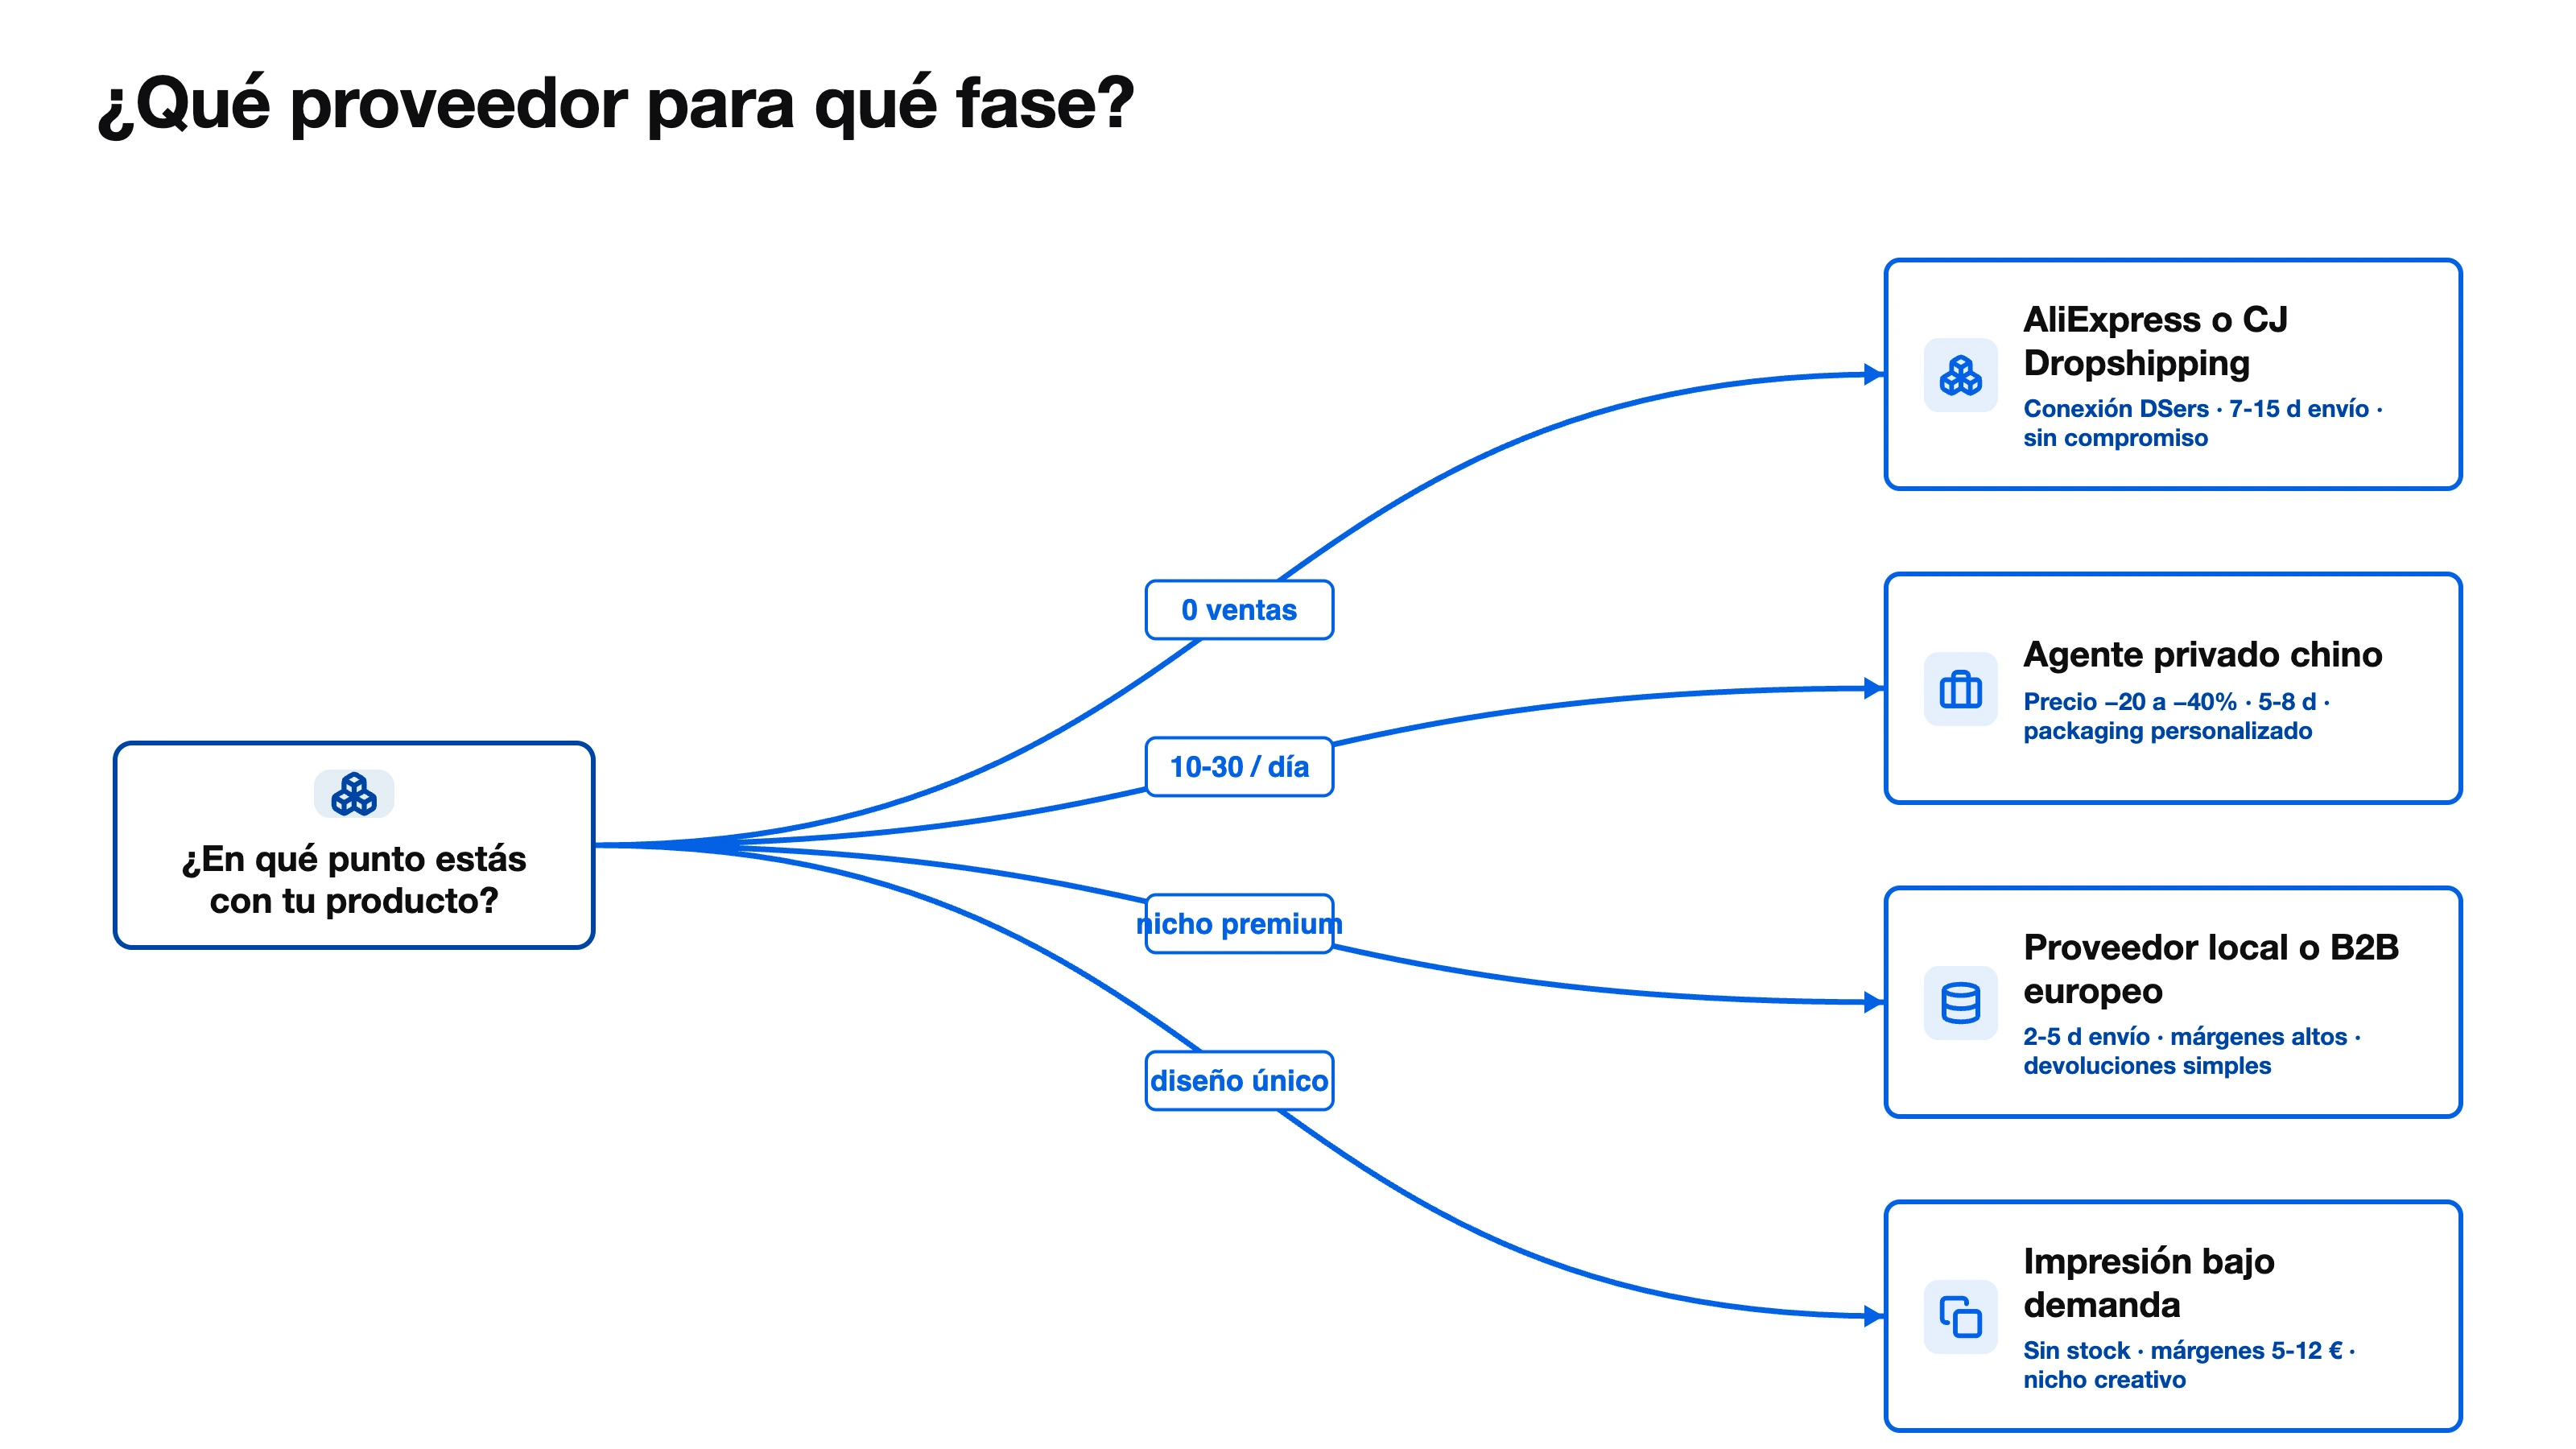 ¿Qué proveedor para qué fase?
¿En qué punto estás
con tu producto?
0 ventas
10-30 / día
nicho premium
diseño único
AliExpress o CJ
Dropshipping
Conexión DSers · 7-15 d envío ·
sin compromiso
Agente privado chino
Precio −20 a −40% · 5-8 d ·
packaging personalizado
Proveedor local o B2B
europeo
2-5 d envío · márgenes altos ·
devoluciones simples
Impresión bajo
demanda
Sin stock · márgenes 5-12 € ·
nicho creativo